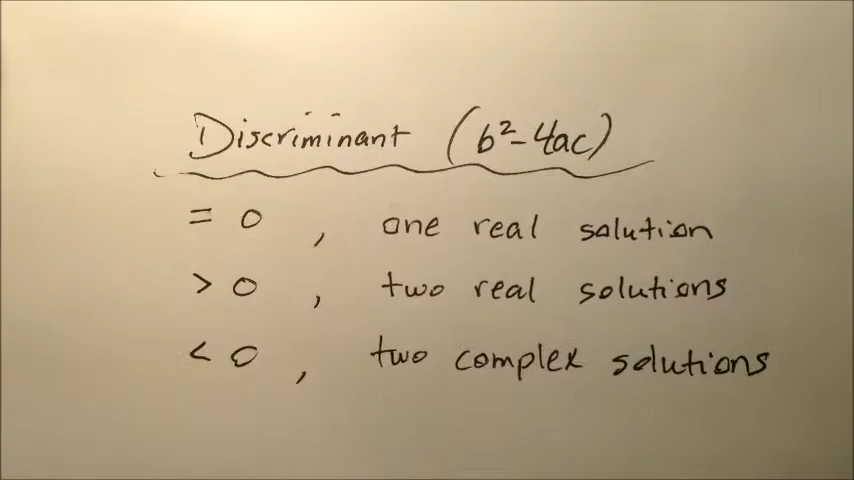 Discriminant (b²-4ac)
= 0 , one real solution
> 0 , two real solutions
< 0 , two complex solutions